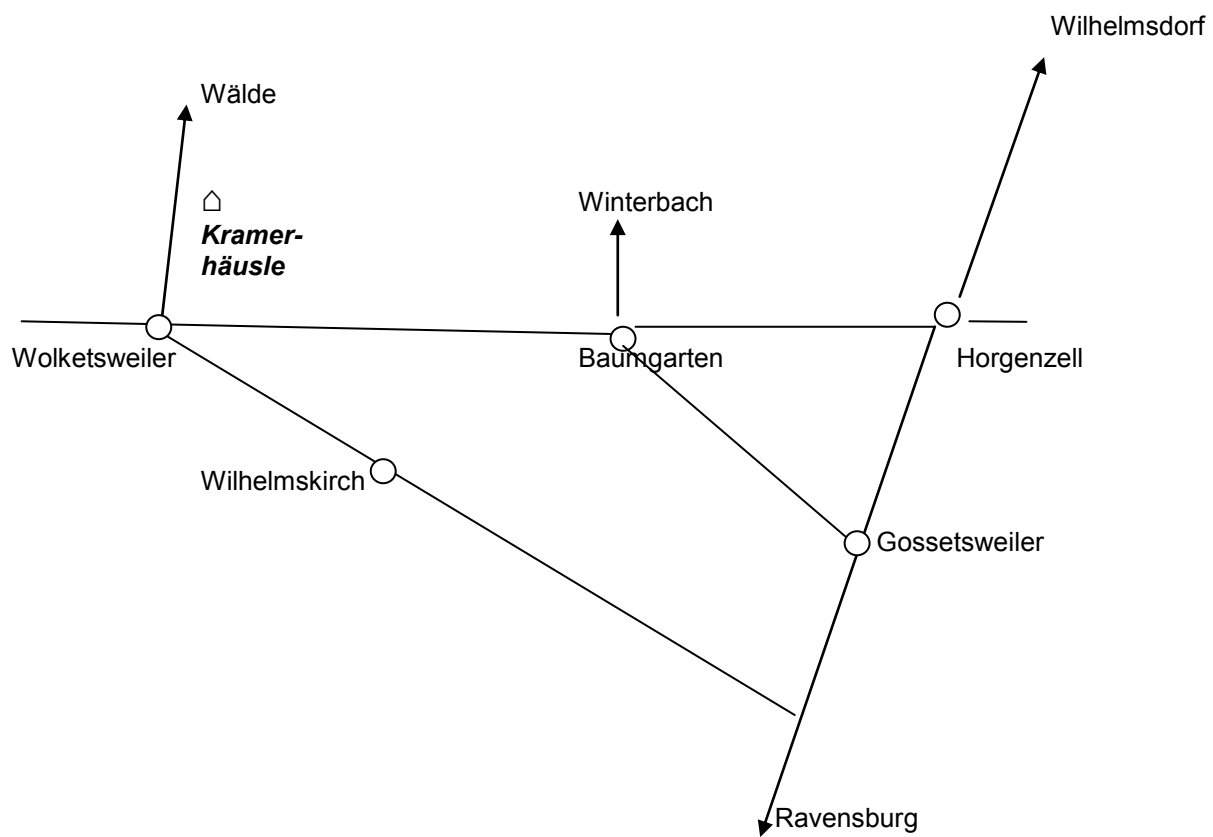 Wilhelmsdorf
Wälde
Winterbach
Kramer-
häusle
Wolketsweiler
Baumgarten
Horgenzell
Wilhelmskirch
Gossetsweiler
Ravensburg